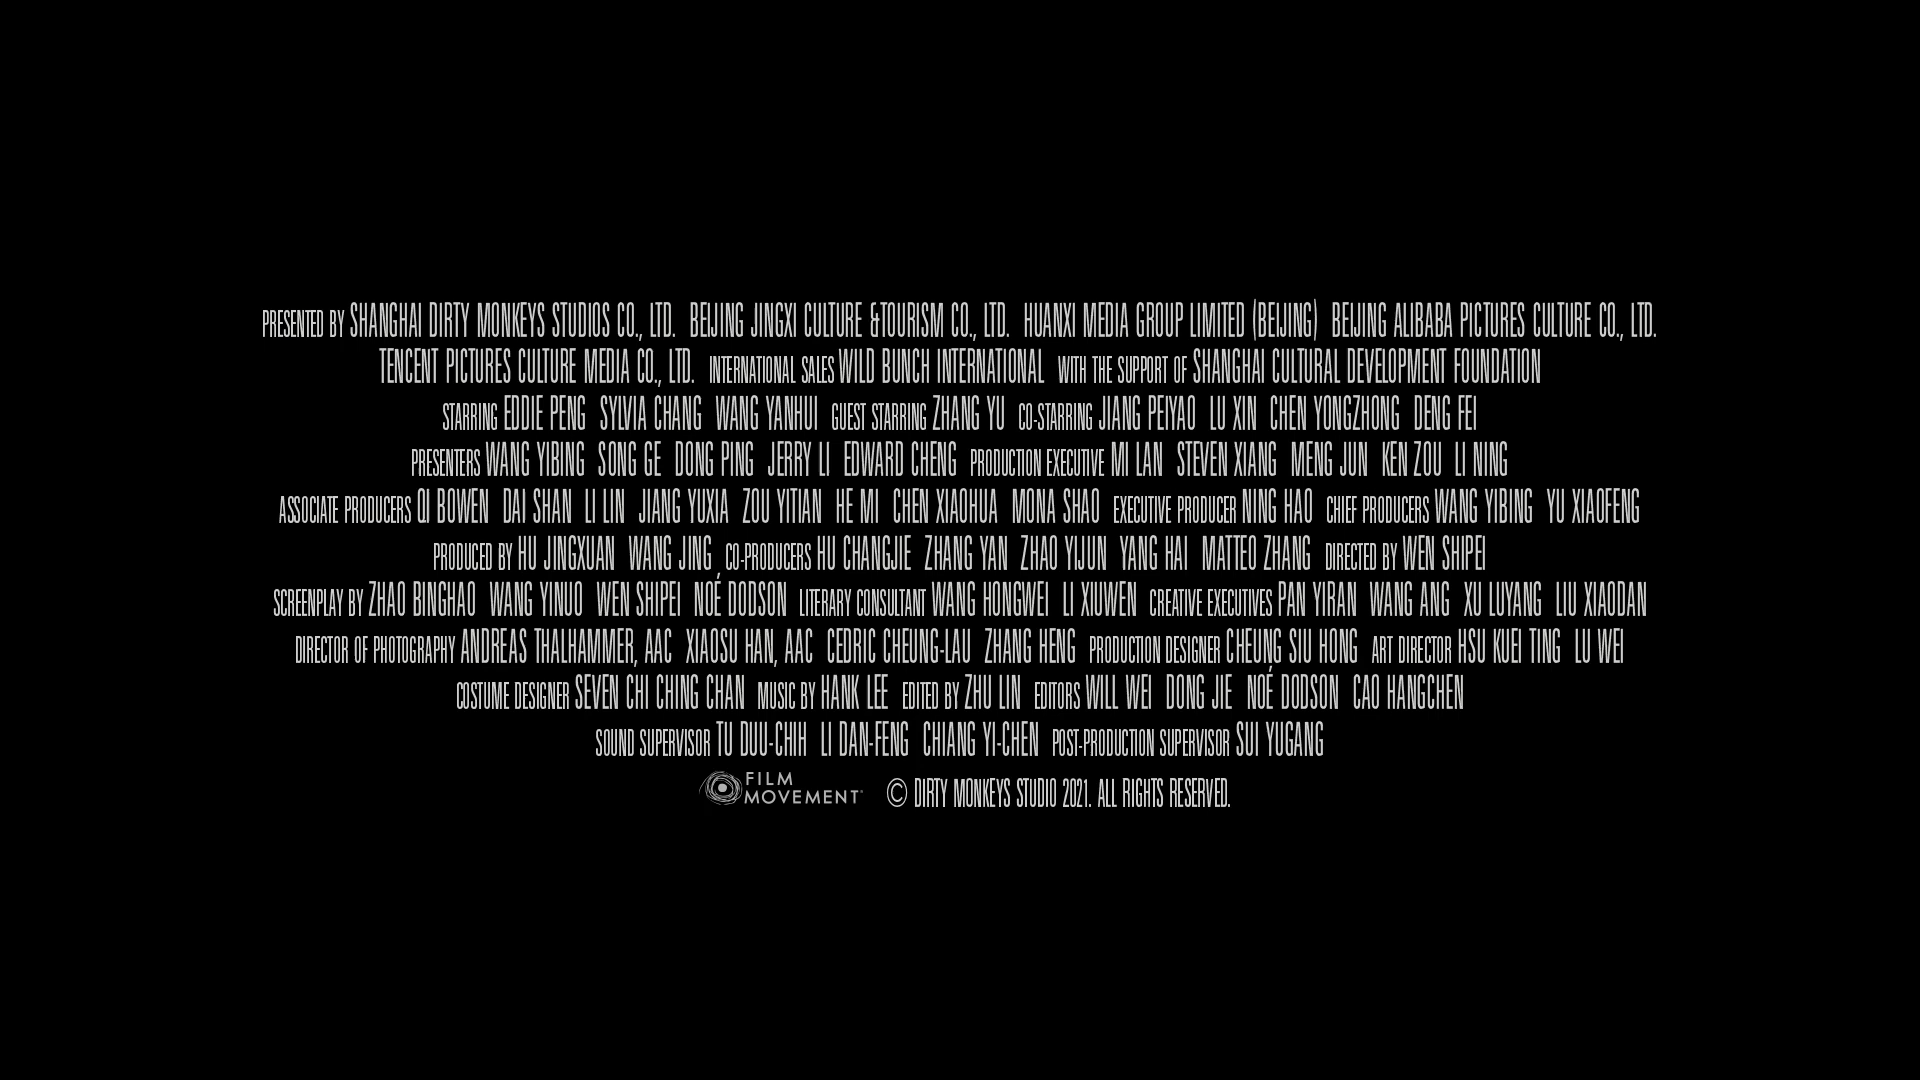 PRESENTED BY SHANGHAI DIRTY MONKEYS STUDIOS CO., LTD. BEIJING JINGXI CULTURE &TOURISM CO., LTD. HUANXI MEDIA GROUP LIMITED (BEIJING) BEIJING ALIBABA PICTURES CULTURE CO., LTD.
TENCENT PICTURES CULTURE MEDIA CO., LTD. INTERNATIONAL SALES WILD BUNCH INTERNATIONAL WITH THE SUPPORT OF SHANGHAI CULTURAL DEVELOPMENT FOUNDATION
STARRING EDDIE PENG SYLVIA CHANG WANG YANHUI GUEST STARRING ZHANG YU CO-STARRING JIANG PEIYAO LU XIN CHEN YONGZHONG DENG FEI
PRESENTERS WANG YIBING SONG GE DONG PING JERRY LI EDWARD CHENG PRODUCTION EXECUTIVE MI LAN STEVEN XIANG MENG JUN KEN ZOU LI NING
ASSOCIATE PRODUCERS QI BOWEN DAI SHAN LI LIN JIANG YUXIA ZOU YITIAN HE MI CHEN XIAOHUA MONA SHAO EXECUTIVE PRODUCER NING HAO CHIEF PRODUCERS WANG YIBING YU XIAOFENG
PRODUCED BY HU JINGXUAN WANG JING CO-PRODUCERS HU CHANGJIE ZHANG YAN ZHAO YIJUN YANG HAI MATTEO ZHANG DIRECTED BY WEN SHIPEI
SCREENPLAY BY ZHAO BINGHAO WANG YINUO WEN SHIPEI NOÉ DODSON LITERARY CONSULTANT WANG HONGWEI LI XIUWEN CREATIVE EXECUTIVES PAN YIRAN WANG ANG XU LUYANG LIU XIAODAN
DIRECTOR OF PHOTOGRAPHY ANDREAS THALHAMMER, AAC XIAOSU HAN, AAC CEDRIC CHEUNG-LAU ZHANG HENG PRODUCTION DESIGNER CHEUNG SIU HONG ART DIRECTOR HSU KUEI TING LU WEI
COSTUME DESIGNER SEVEN CHI CHING CHAN MUSIC BY HANK LEE EDITED BY ZHU LIN EDITORS WILL WEI DONG JIE NOÉ DODSON CAO HANGCHEN
SOUND SUPERVISOR TU DUU-CHIH LI DAN-FENG CHIANG YI-CHEN POST-PRODUCTION SUPERVISOR SUI YUGANG
FILM MOVEMENT © DIRTY MONKEYS STUDIO 2021. ALL RIGHTS RESERVED.